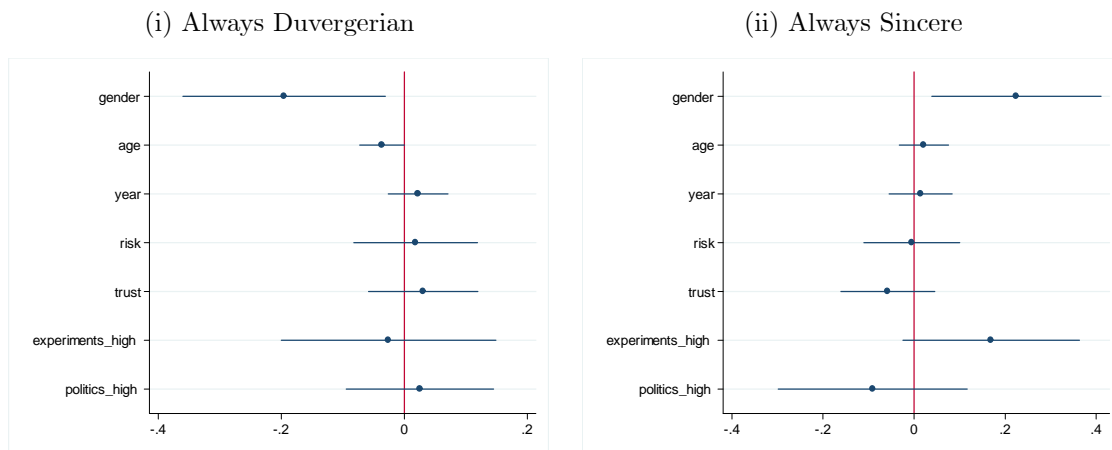 (i) Always Duvergerian
gender
age
year
risk
trust
experiments_high
politics_high
-.4 -.2 0 .2
(ii) Always Sincere
gender
age
year
risk
trust
experiments_high
politics_high
-.4 -.2 0 .2 .4